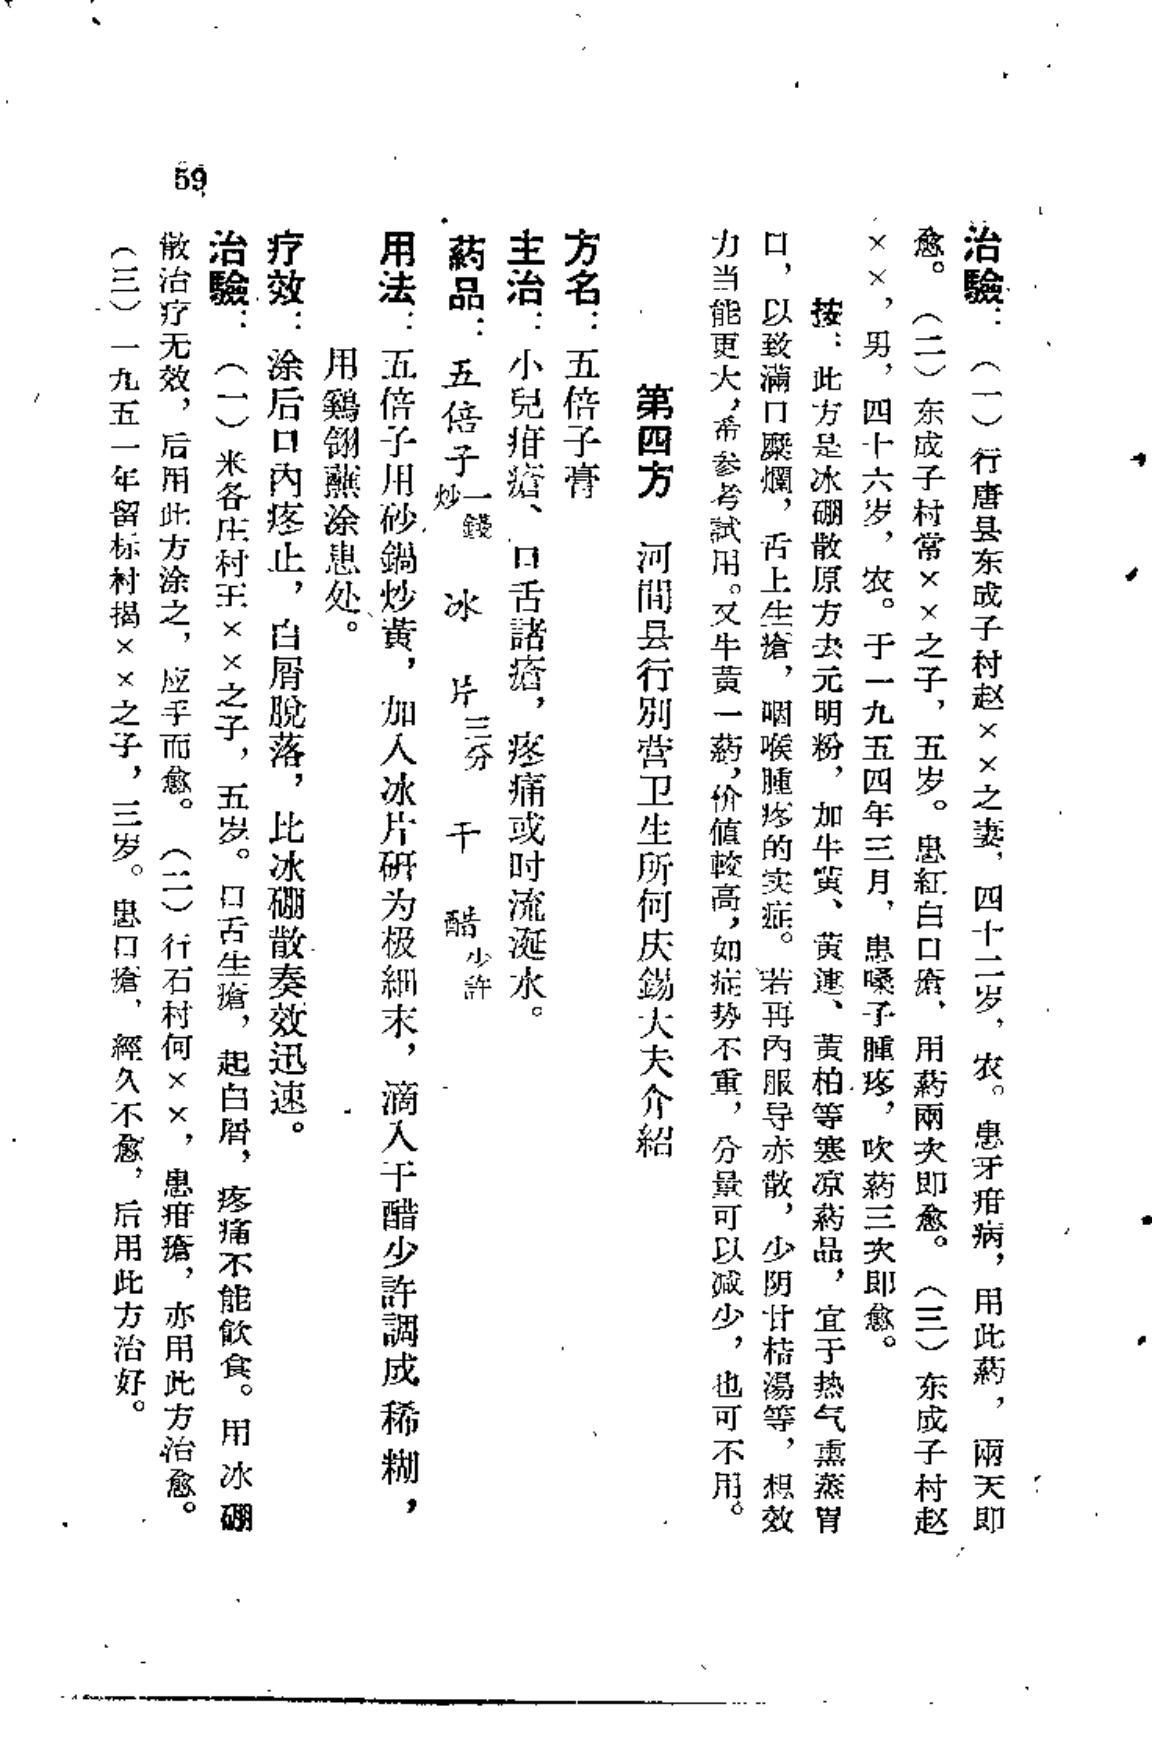 治驗：（一）行唐县东成子村赵××之妻，四十二岁，农。患牙疳病，用此葯，兩天即
愈。（二）东成子村常××之子，五岁。患紅白口瘡，用葯兩次即愈。（三）东成子村赵
××，男，四十六岁，农。于一九五四年三月，患嗓子腫疼，吹葯三次即愈。
按：此方是冰硼散原方去元明粉，加牛黄、黄連、黄柏等寒凉葯品，宜于热气熏蒸胃
口，以致滿口糜爛，舌上生瘡，咽喉腫疼的实症。若再內服导赤散，少阴甘桔湯等，想效
力当能更大，希参考試用。又牛黄一葯，价值較高，如症势不重，分量可以减少，也可不用。
第四方　河間县行別营卫生所何庆錫大夫介紹
方名：五倍子膏
主治：小兒疳瘡、口舌諸瘡，疼痛或时流涎水。
葯品：五倍子一錢炒　冰片三分　干醋少許
用法：五倍子用砂鍋炒黄，加入冰片研为极細末，滴入干醋少許調成稀糊，
用鷄翎蘸涂患处。
疗效：涂后口內疼止，白屑脫落，比冰硼散奏效迅速。
治驗：（一）米各庄村王××之子，五岁。口舌生瘡，起白屑，疼痛不能飲食。用冰硼
散治疗无效，后用此方涂之，应手而愈。（二）行石村何××，患疳瘡，亦用此方治愈。
（三）一九五一年留标村揭××之子，三岁。患口瘡，經久不愈，后用此方治好。
59